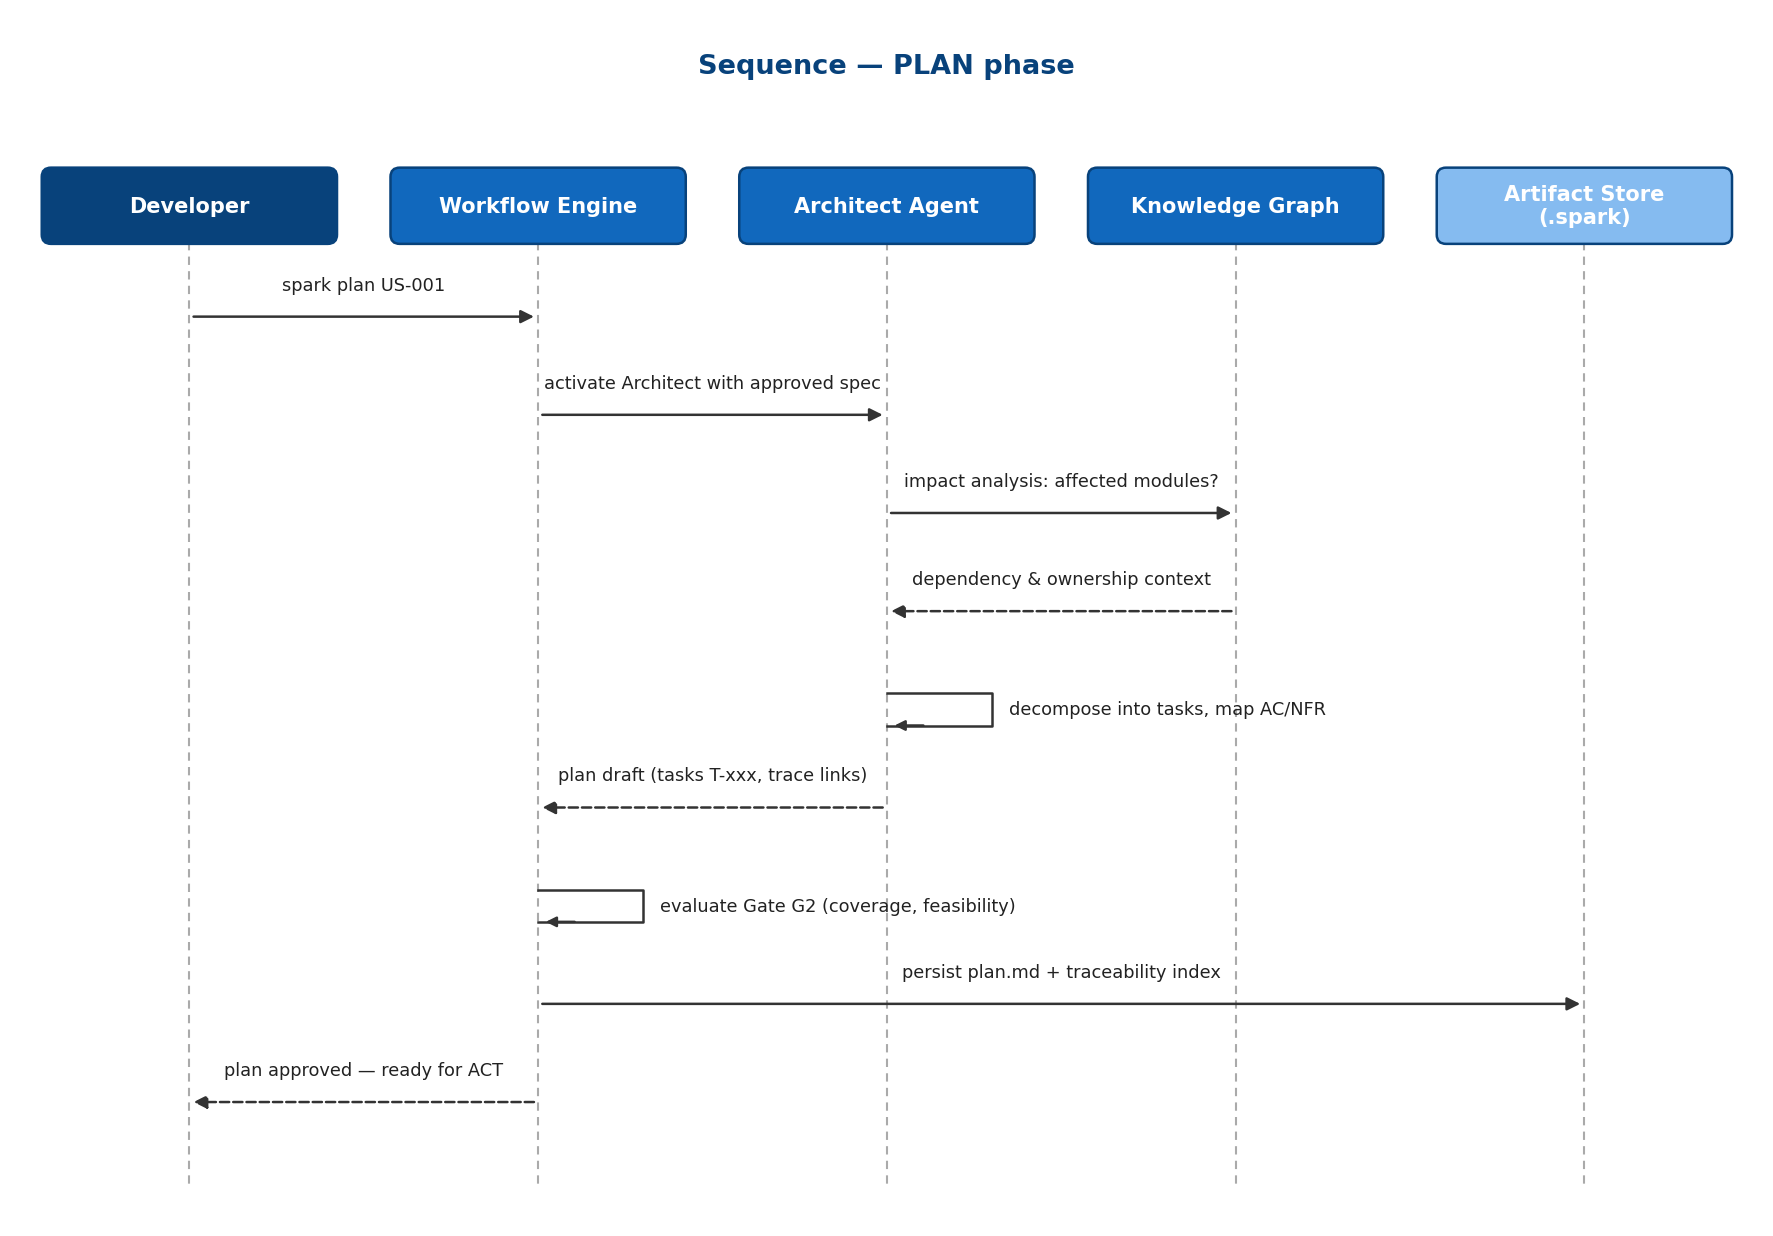 Sequence — PLAN phase
Developer
Workflow Engine
Architect Agent
Knowledge Graph
Artifact Store
(.spark)
spark plan US-001
activate Architect with approved spec
impact analysis: affected modules?
dependency & ownership context
decompose into tasks, map AC/NFR
plan draft (tasks T-xxx, trace links)
evaluate Gate G2 (coverage, feasibility)
persist plan.md + traceability index
plan approved — ready for ACT